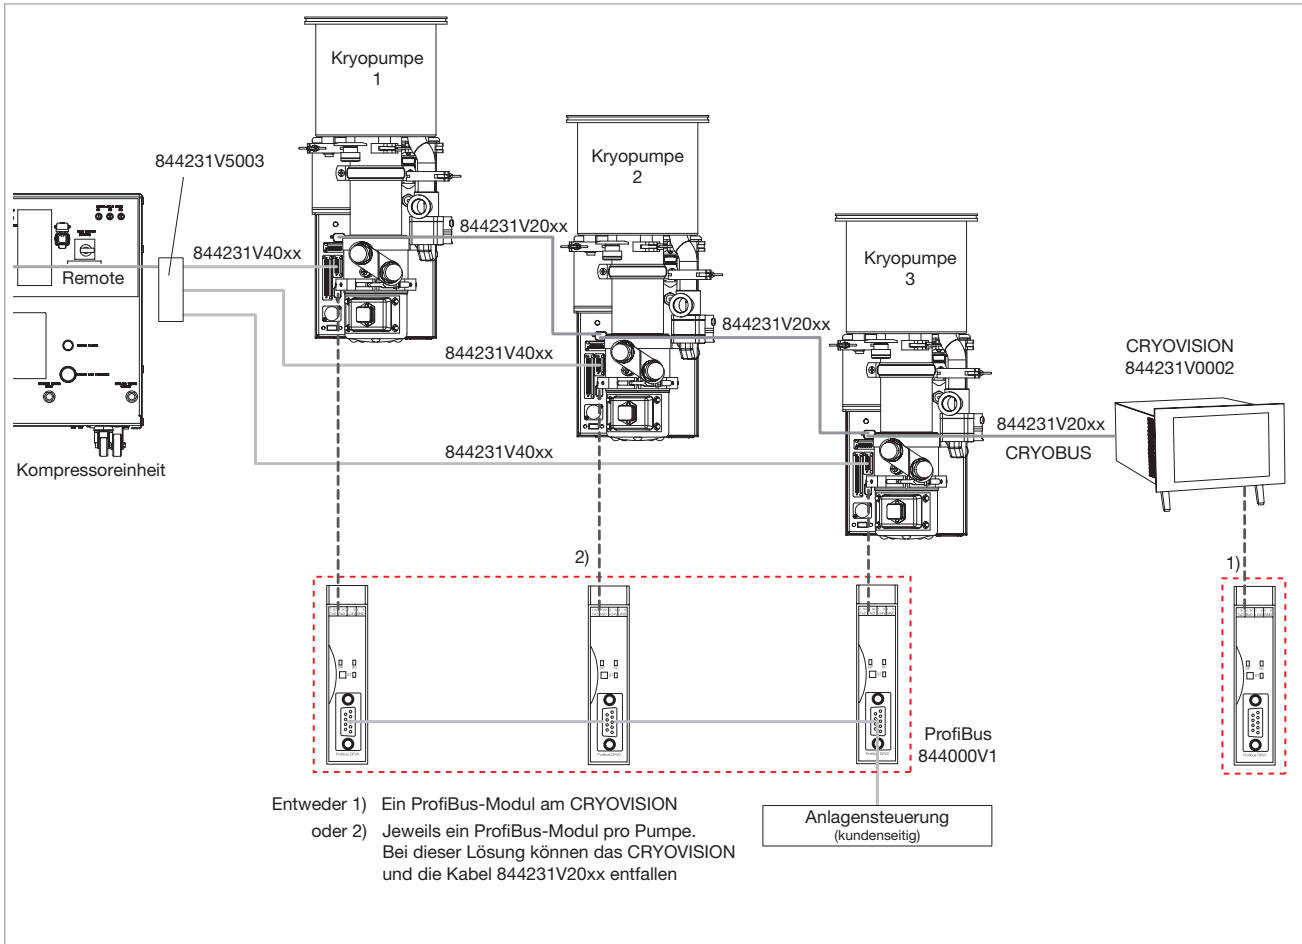 Kryopumpe
1
844231V5003
Kryopumpe
2
844231V20xx
844231V40xx
Remote
Kryopumpe
3
844231V20xx
844231V40xx
CRYOVISION
844231V0002
844231V20xx
CRYOBUS
844231V40xx
Kompressoreinheit
2)
1)
ProfiBus
844000V1
Entweder 1) Ein ProfiBus-Modul am CRYOVISION
oder 2) Jeweils ein ProfiBus-Modul pro Pumpe.
Bei dieser Lösung können das CRYOVISION
und die Kabel 844231V20xx entfallen
Anlagensteuerung
(kundenseitig)